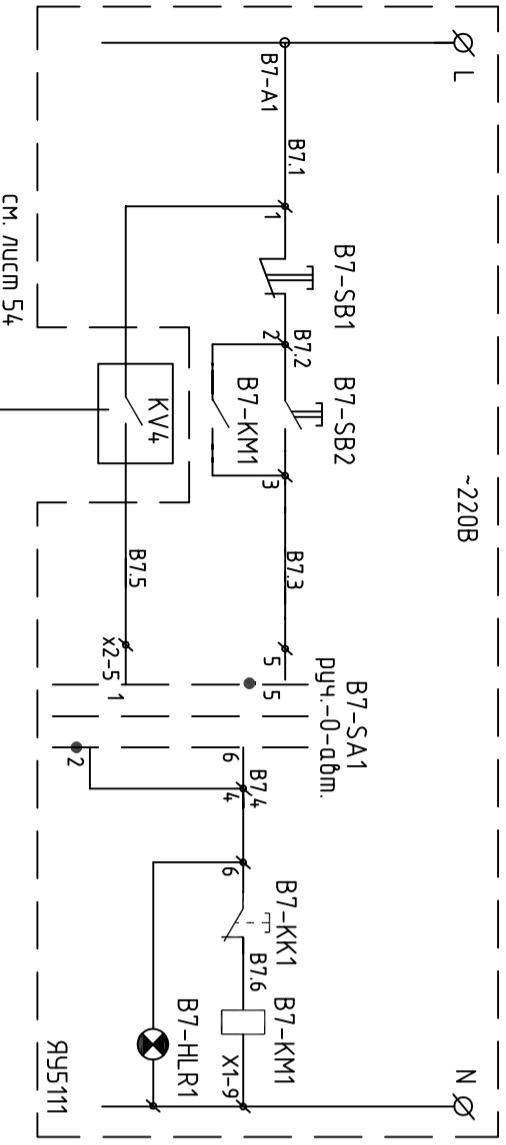 ~220В
L
N
В7-А1
В7.1
1
В7-SB1
2
В7.2
В7-SB2
В7-КМ1
3
В7.3
5
5
В7-SA1
руч.-0-авт.
6
В7.4
4
6
В7-КК1
В7.6
В7-КМ1
Х1-9
В7-HLR1
KV4
В7.5
х2-5
1
2
ЯУ5111
см. лист 54